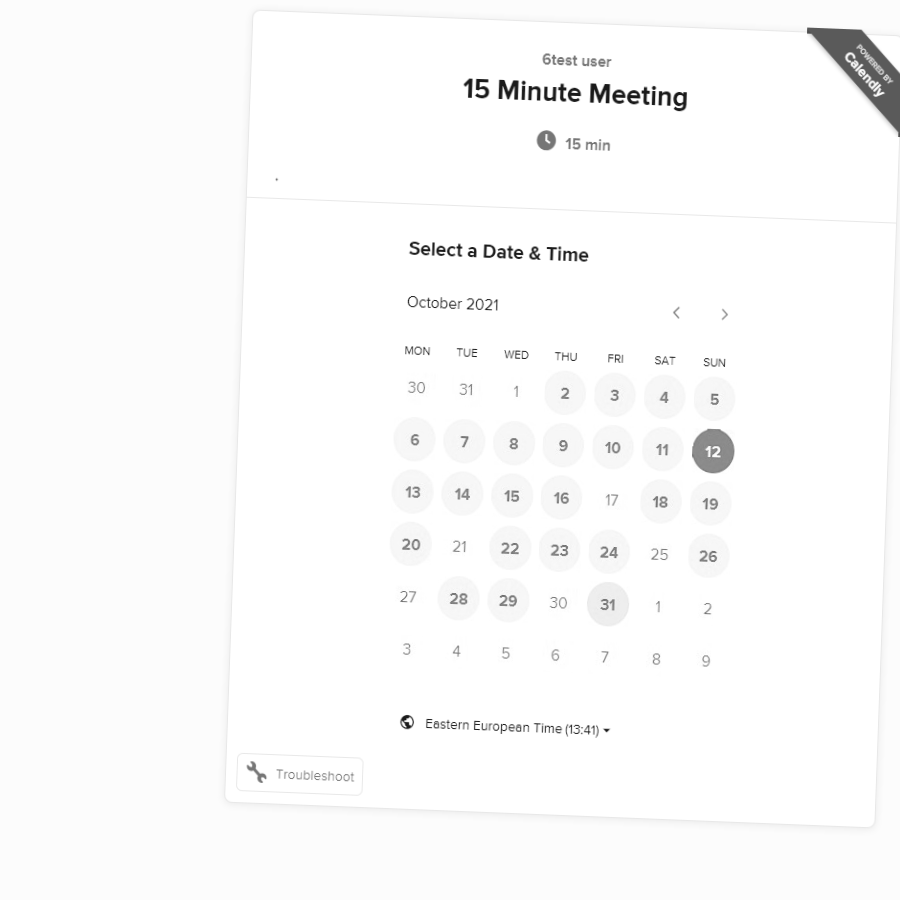 POWERED BY
Calendly
6test user
15 Minute Meeting
15 min
.
Select a Date & Time
October 2021
MON TUE WED THU FRI SAT SUN
30 31 1 2 3 4 5
6 7 8 9 10 11 12
13 14 15 16 17 18 19
20 21 22 23 24 25 26
27 28 29 30 31 1 2
3 4 5 6 7 8 9
Eastern European Time (13:41)
Troubleshoot